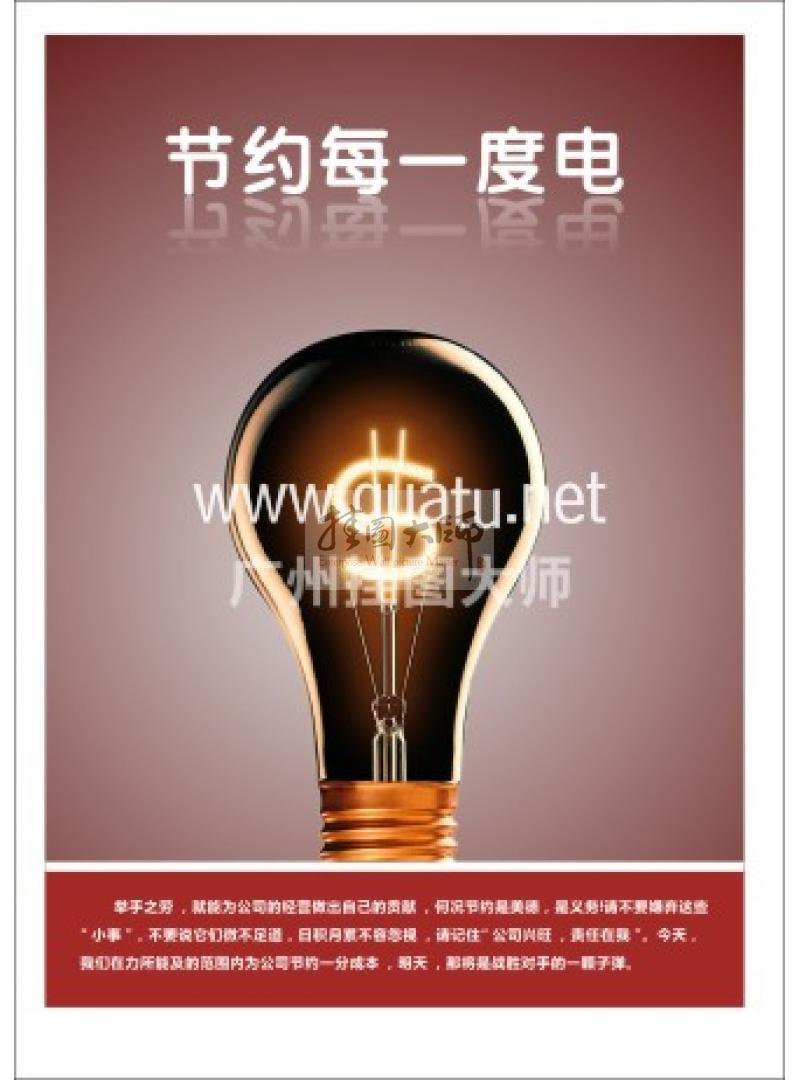 节约每一度电
www.guatu.net
挂图大师
广州挂图大师
举手之劳，就能为公司的经营做出自己的贡献，何况节约是美德，是义务!请不要嫌弃这些
“小事”，不要说它们微不足道，日积月累不容忽视，请记住“公司兴旺，责任在我”。今天，
我们在力所能及的范围内为公司节约一分成本，明天，那将是战胜对手的一颗子弹。